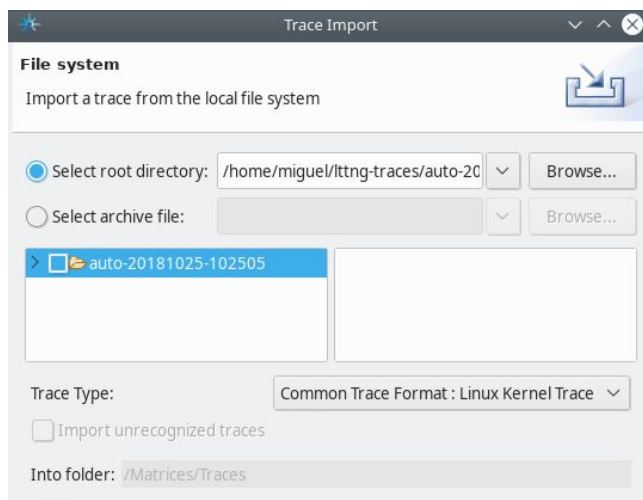 Trace Import
File system
Import a trace from the local file system
Select root directory: /home/miguel/lttng-traces/auto-20 Browse...
Select archive file: Browse...
auto-20181025-102505
Trace Type: Common Trace Format : Linux Kernel Trace
Import unrecognized traces
Into folder: /Matrices/Traces